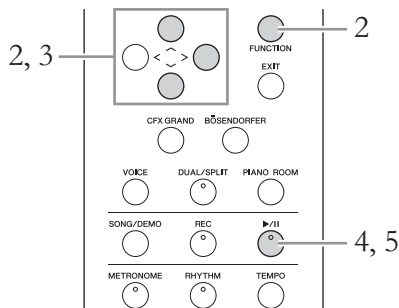 2
2, 3
FUNCTION
EXIT
CFX GRAND BÖSENDORFER
VOICE DUAL/SPLIT PIANO ROOM
SONG/DEMO REC ►/II
4, 5
METRONOME RHYTHM TEMPO